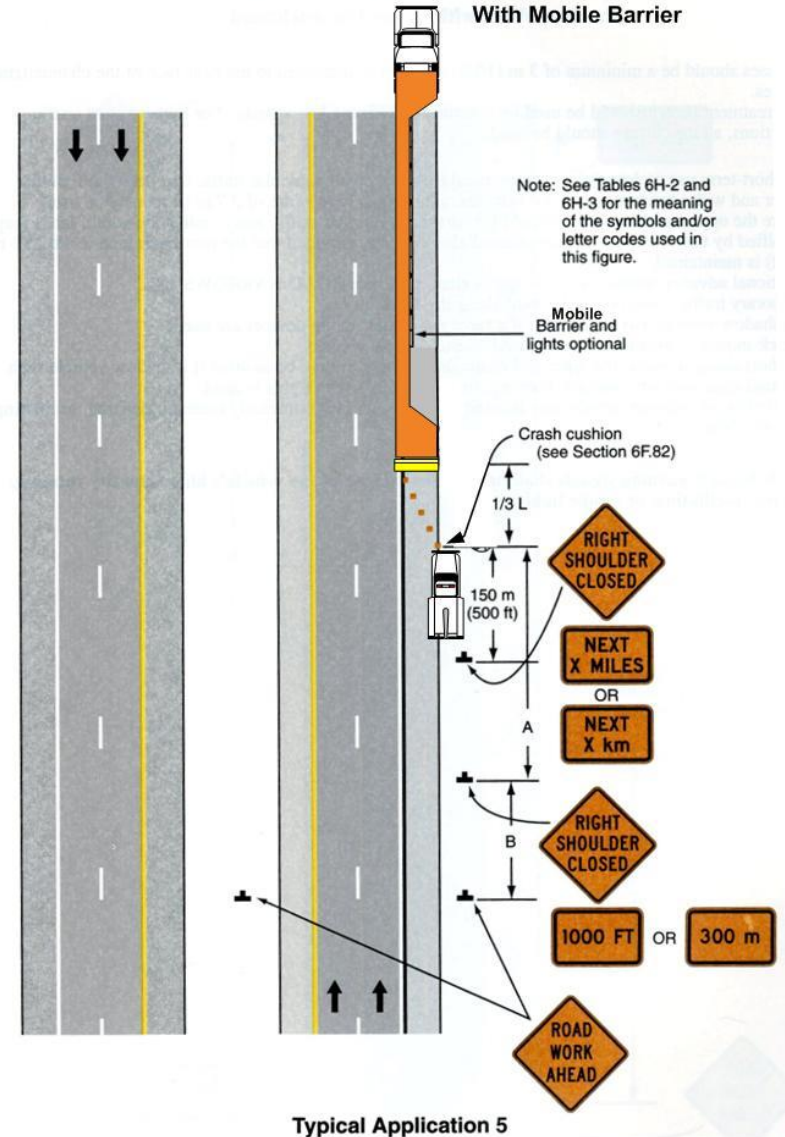 With Mobile Barrier
Note: See Tables 6H-2 and
6H-3 for the meaning
of the symbols and/or
letter codes used in
this figure.
Mobile
Barrier and
lights optional
Crash cushion
(see Section 6F.82)
1/3 L
150 m
(500 ft)
RIGHT
SHOULDER
CLOSED
NEXT
X MILES
OR
NEXT
X km
A
B
RIGHT
SHOULDER
CLOSED
1000 FT
OR
300 m
ROAD
WORK
AHEAD
Typical Application 5